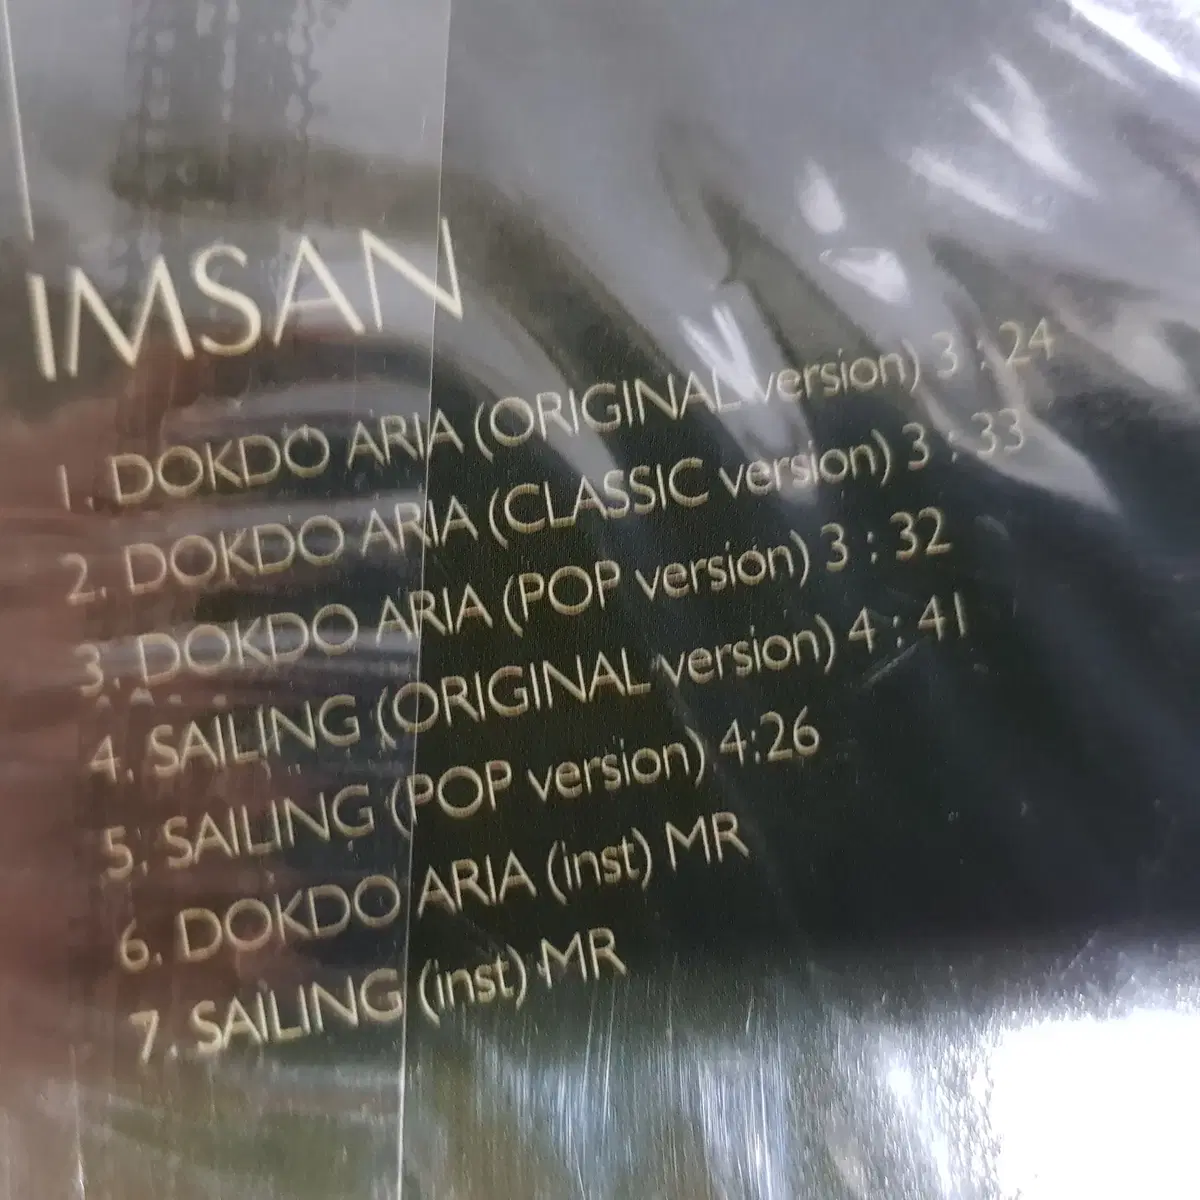 IMSAN
1. DOKDO ARIA (ORIGINAL version) 3 : 24
2. DOKDO ARIA (CLASSIC version) 3 : 33
3. DOKDO ARIA (POP version) 3 : 32
4. SAILING (ORIGINAL version) 4 : 41
5. SAILING (POP version) 4:26
6. DOKDO ARIA (inst) MR
7. SAILING (inst) MR